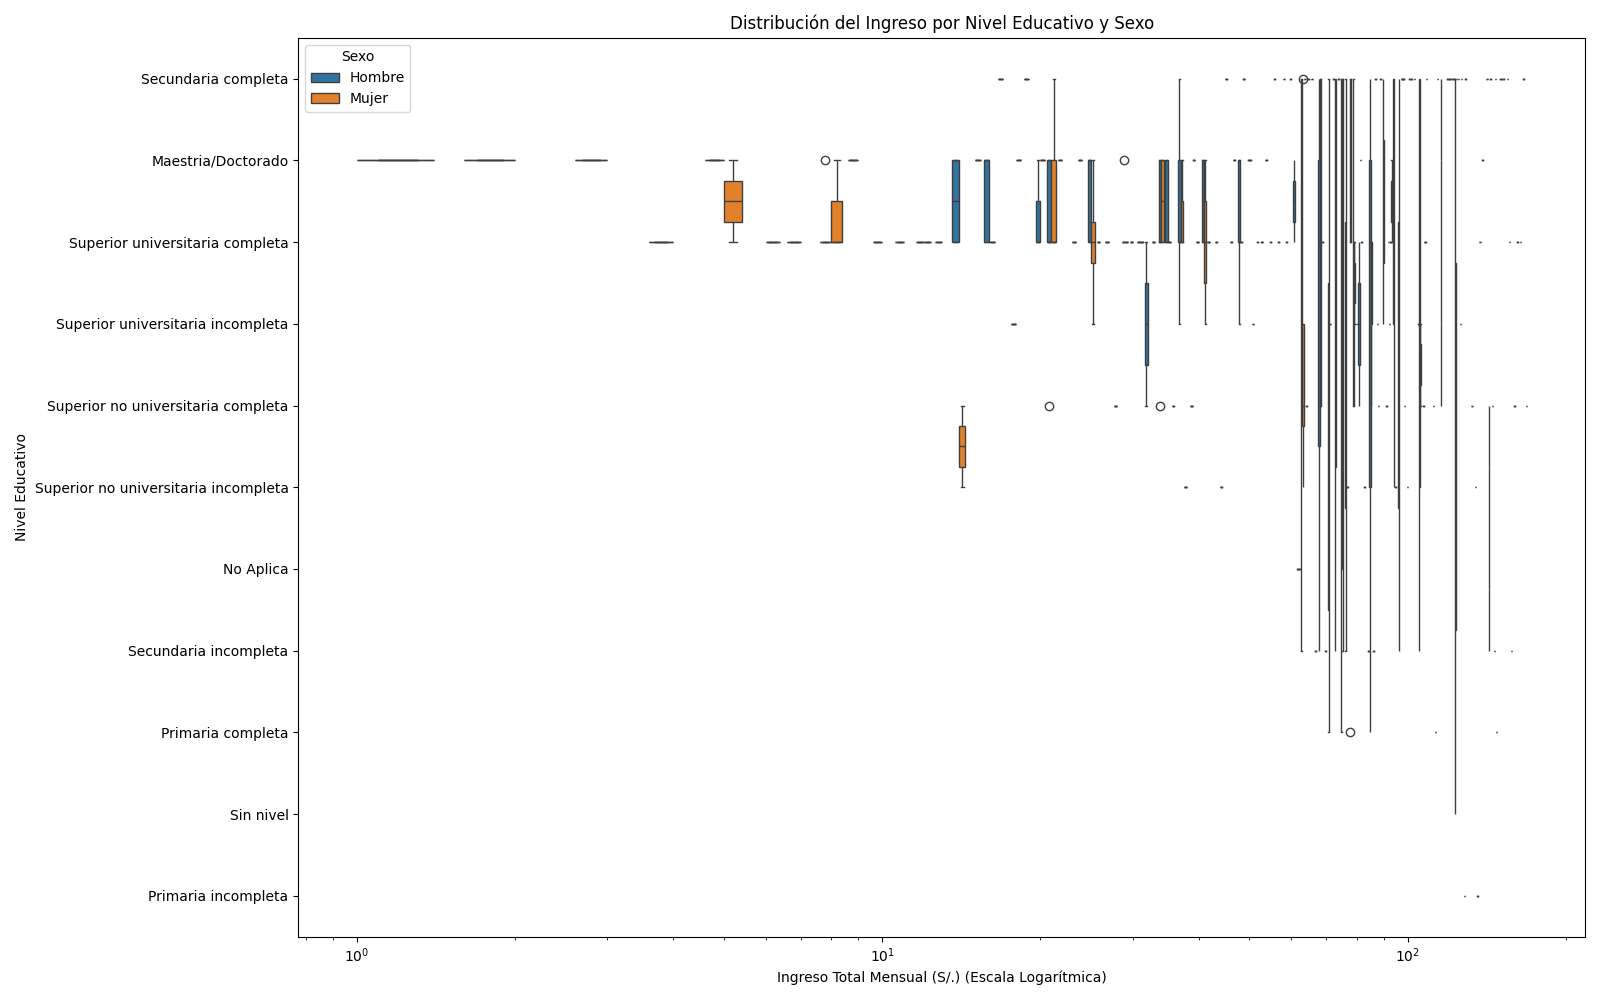 Distribución del Ingreso por Nivel Educativo y Sexo
Sexo
Hombre
Mujer
Nivel Educativo
Secundaria completa
Maestria/Doctorado
Superior universitaria completa
Superior universitaria incompleta
Superior no universitaria completa
Superior no universitaria incompleta
No Aplica
Secundaria incompleta
Primaria completa
Sin nivel
Primaria incompleta
10⁰ 10¹ 10²
Ingreso Total Mensual (S/.) (Escala Logarítmica)